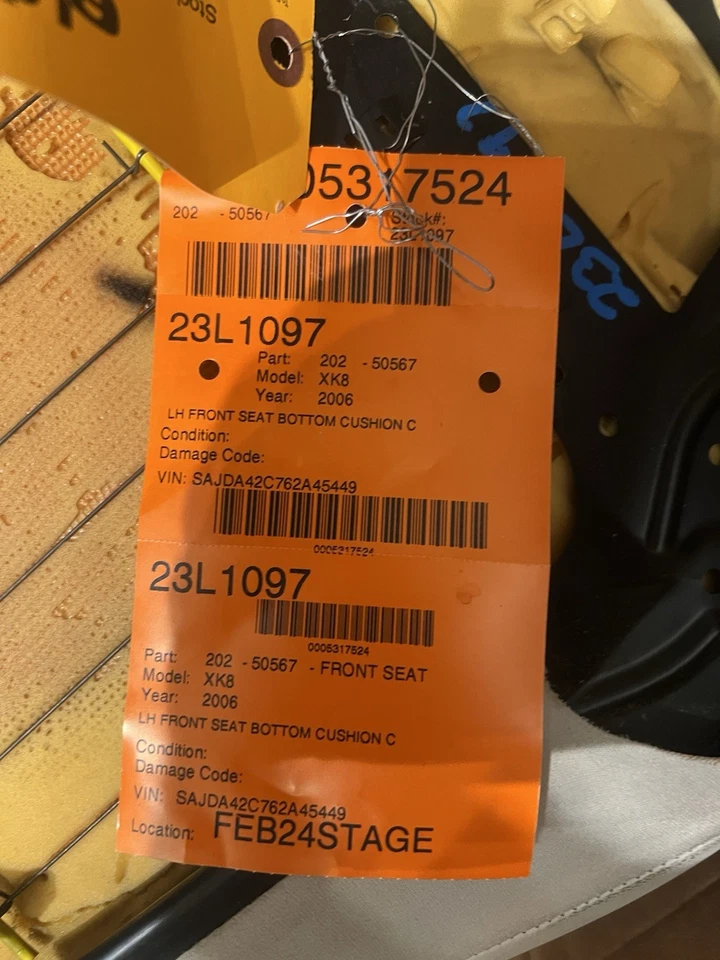 Stoc
05317524
202 - 50567
Stock#:
23L1097
23L1097
Part: 202 - 50567
Model: XK8
Year: 2006
LH FRONT SEAT BOTTOM CUSHION C
Condition:
Damage Code:
VIN: SAJDA42C762A45449
0005317524
23L1097
0005317524
Part: 202 - 50567 - FRONT SEAT
Model: XK8
Year: 2006
LH FRONT SEAT BOTTOM CUSHION C
Condition:
Damage Code:
VIN: SAJDA42C762A45449
Location: FEB24STAGE